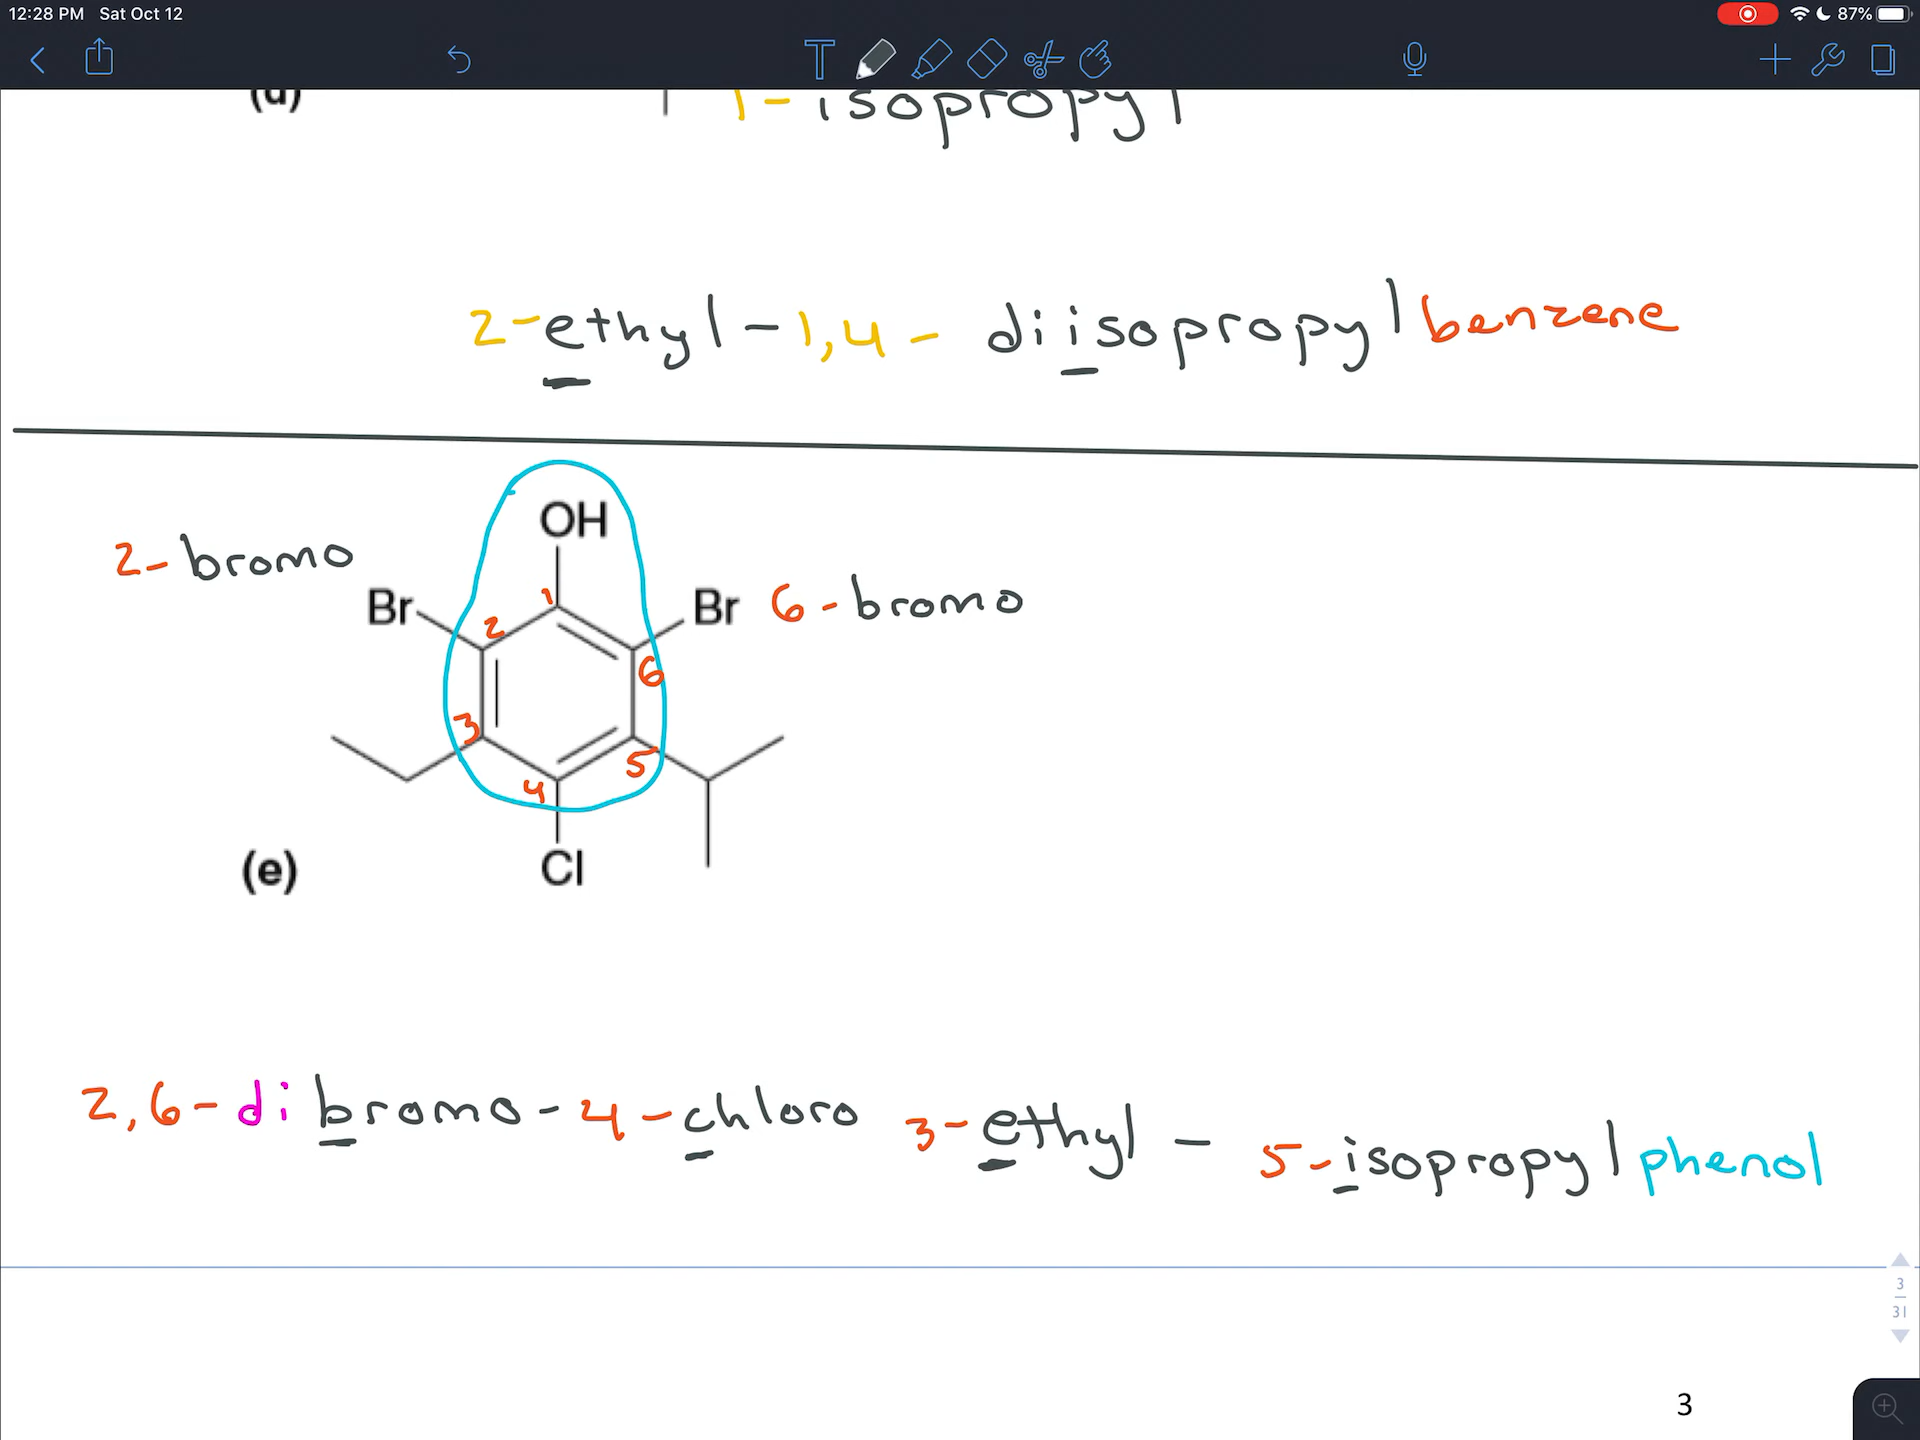 12:28 PM Sat Oct 12
87%
(d)
1-isopropyl
2-ethyl-1,4-diisopropylbenzene
OH
2-bromo
Br
1
2
Br
6-bromo
6
3
5
4
(e)
Cl
2,6-dibromo-4-chloro 3-ethyl-5-isopropylphenol
3
31
3